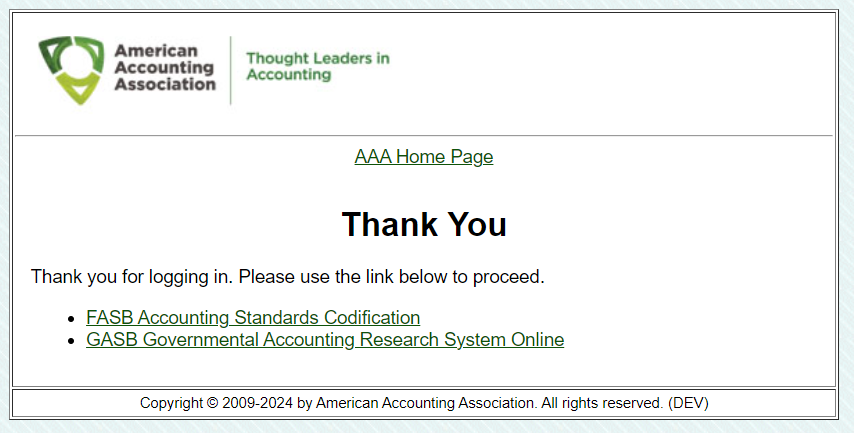 American
Accounting
Association
Thought Leaders in
Accounting
AAA Home Page
Thank You
Thank you for logging in. Please use the link below to proceed.
• FASB Accounting Standards Codification
• GASB Governmental Accounting Research System Online
Copyright © 2009-2024 by American Accounting Association. All rights reserved. (DEV)